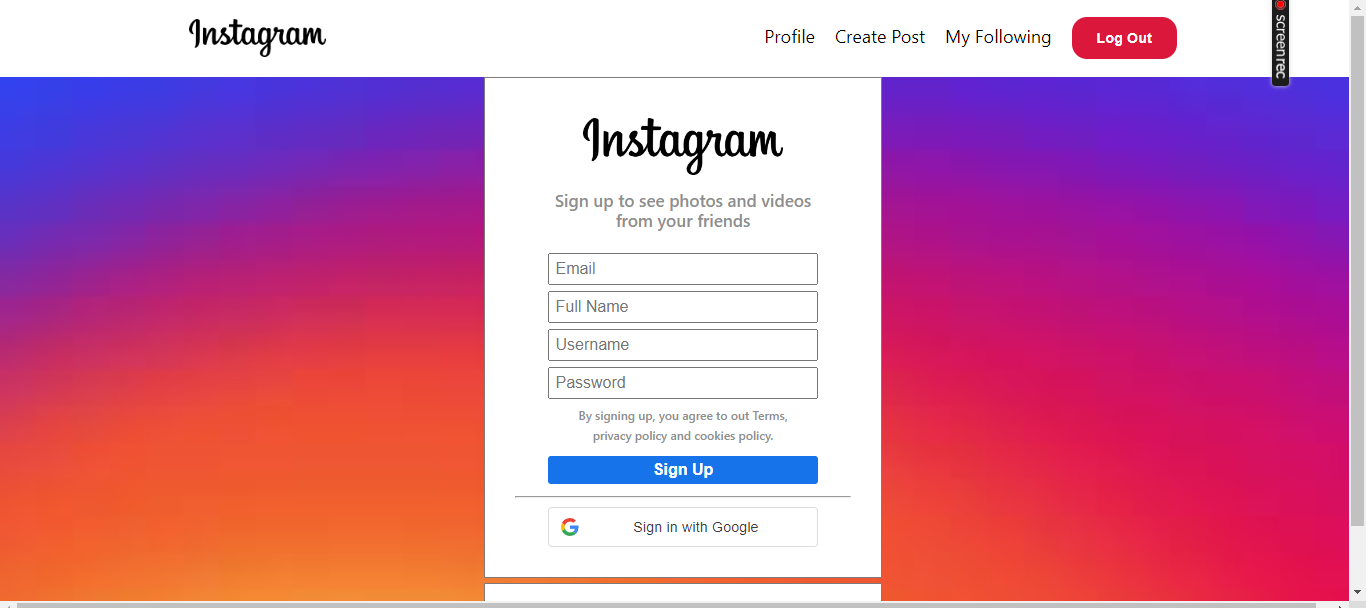 Instagram
Profile Create Post My Following Log Out
screenrec
Instagram
Sign up to see photos and videos
from your friends
Email
Full Name
Username
Password
By signing up, you agree to out Terms,
privacy policy and cookies policy.
Sign Up
Sign in with Google